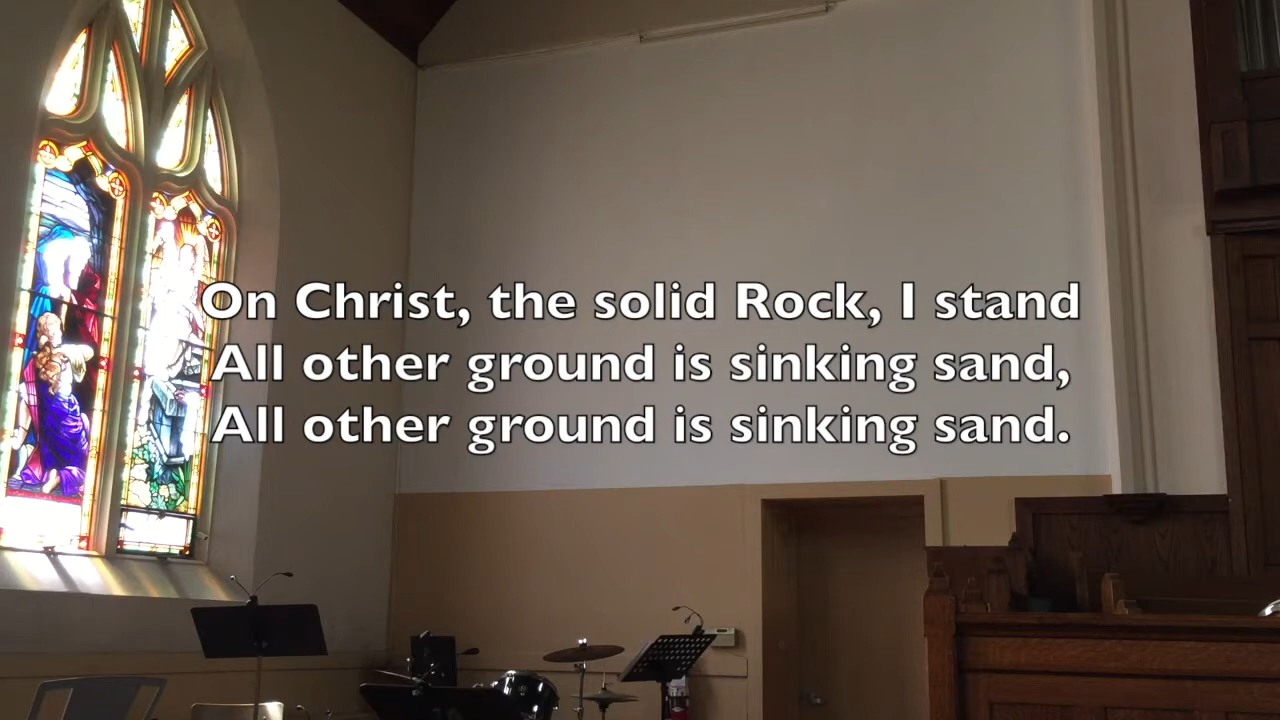 On Christ, the solid Rock, I stand
All other ground is sinking sand,
All other ground is sinking sand.